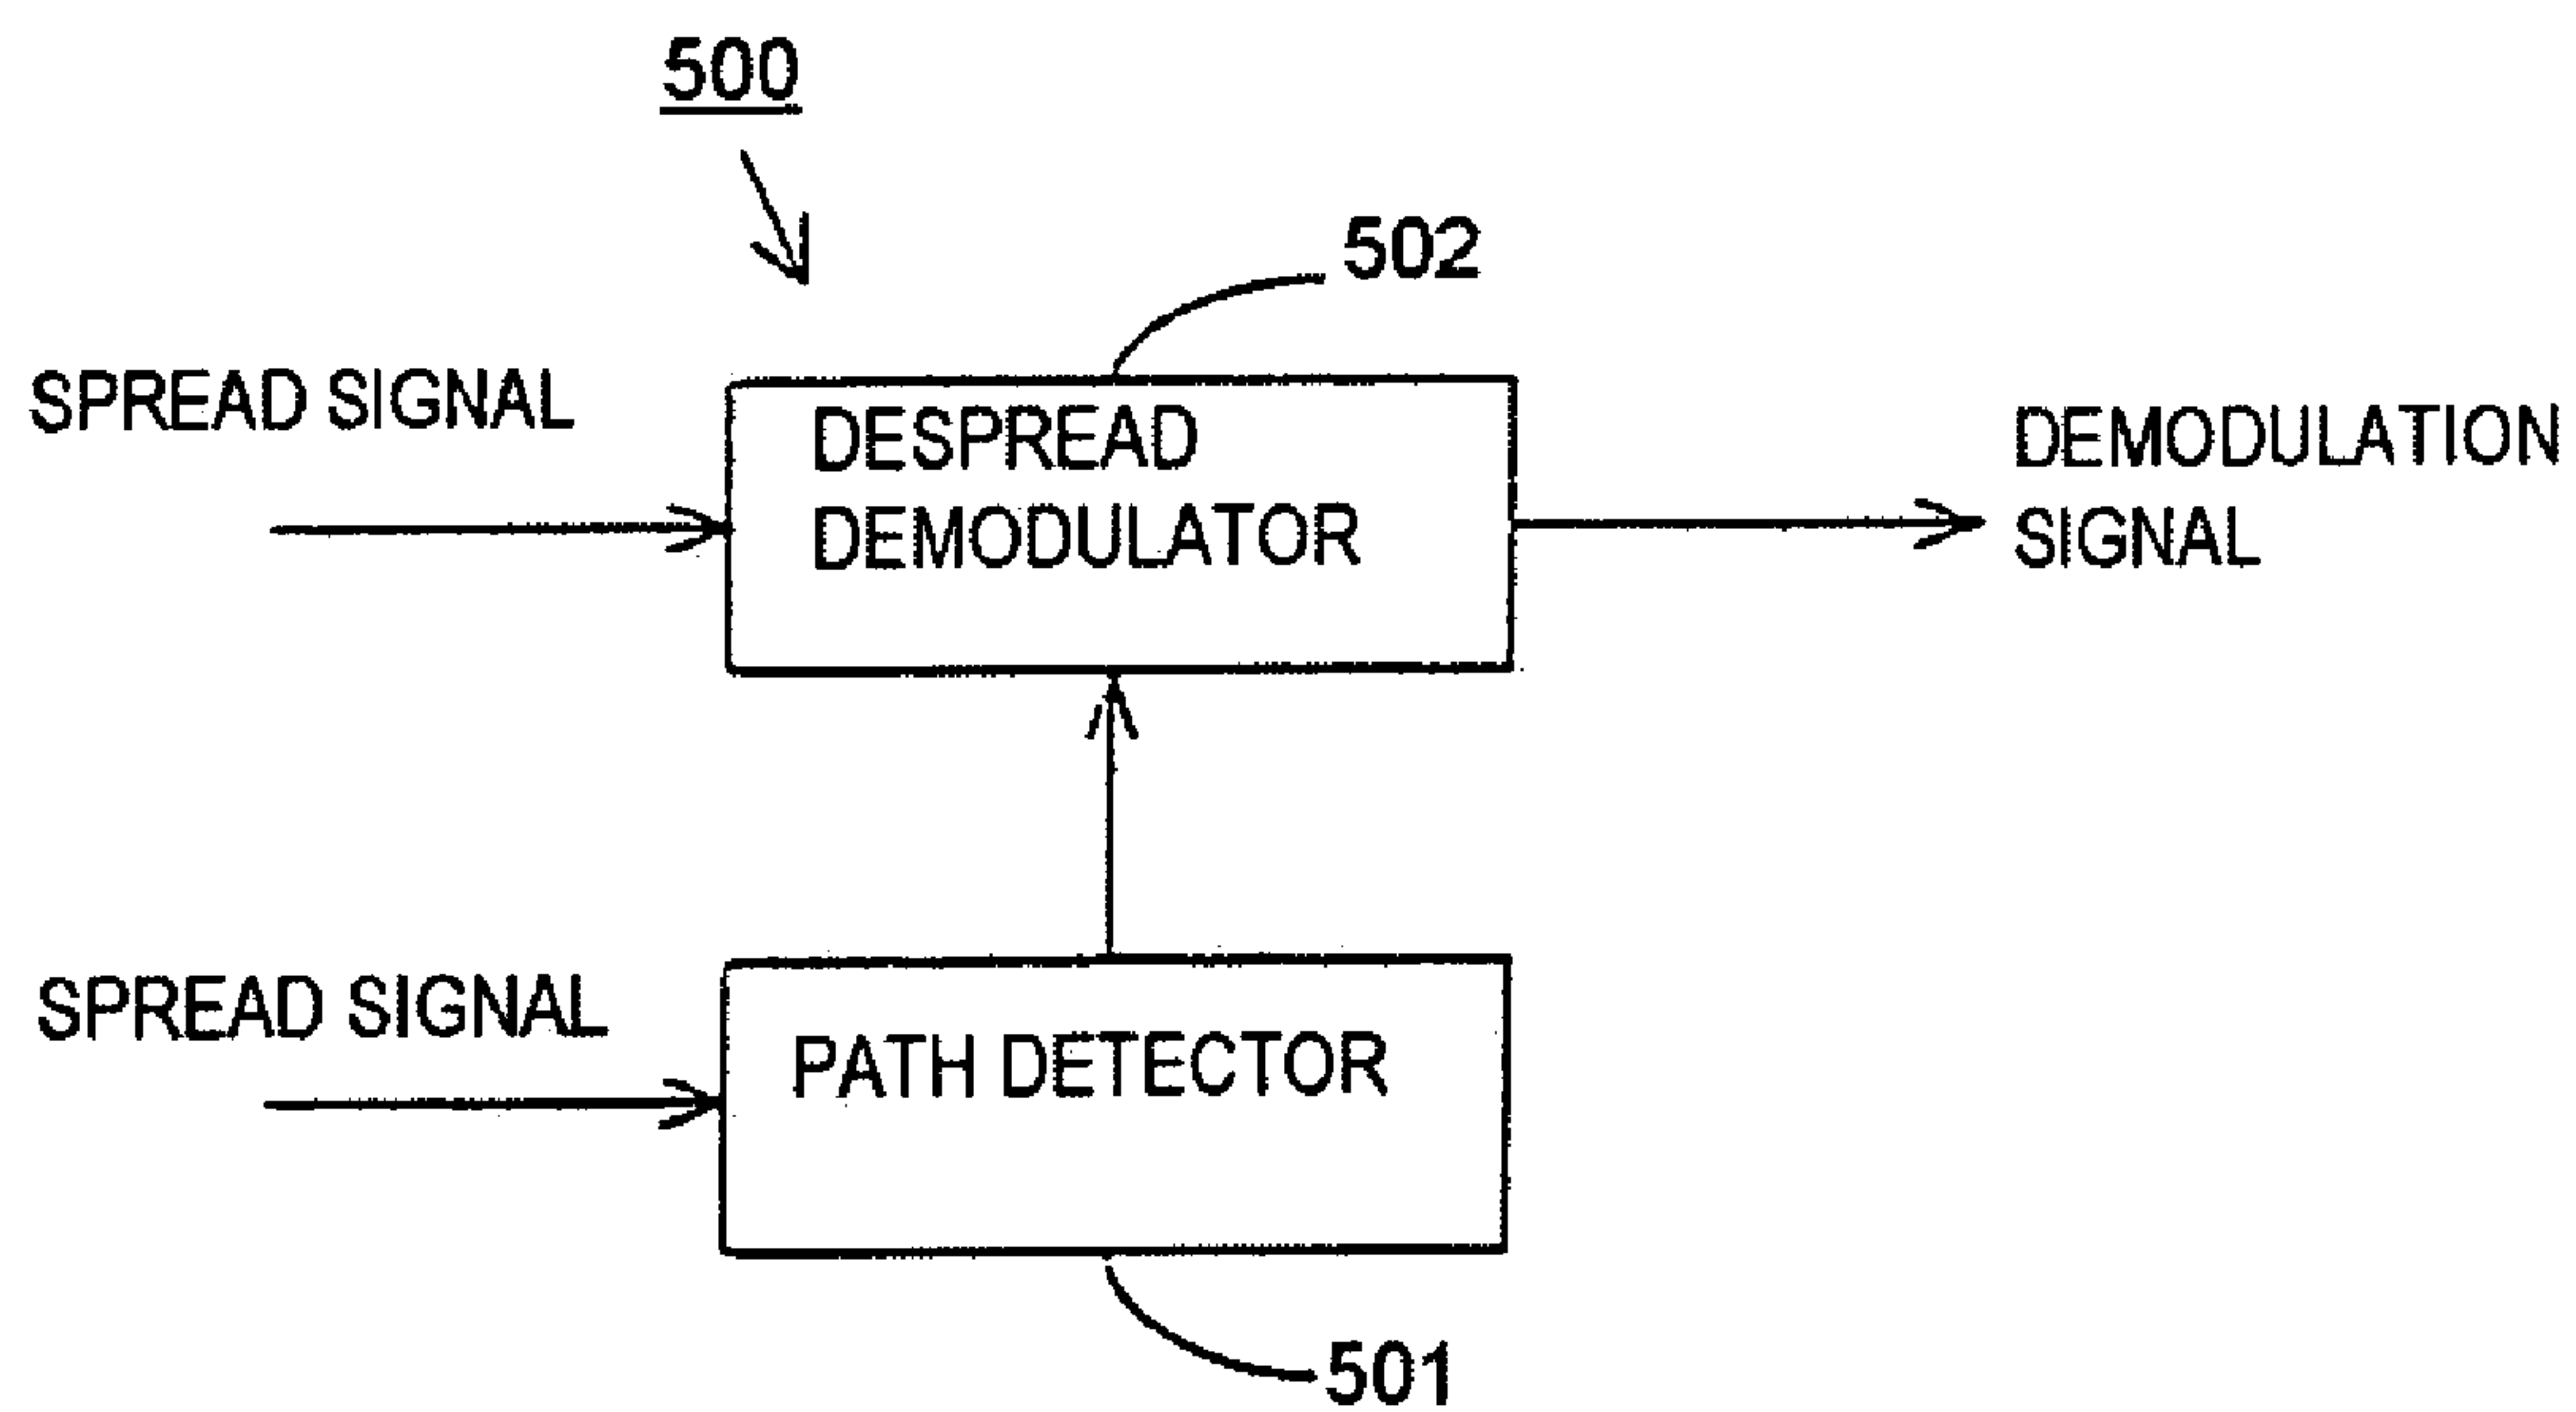 500
502
SPREAD SIGNAL
DESPREAD
DEMODULATOR
DEMODULATION
SIGNAL
SPREAD SIGNAL
PATH DETECTOR
501